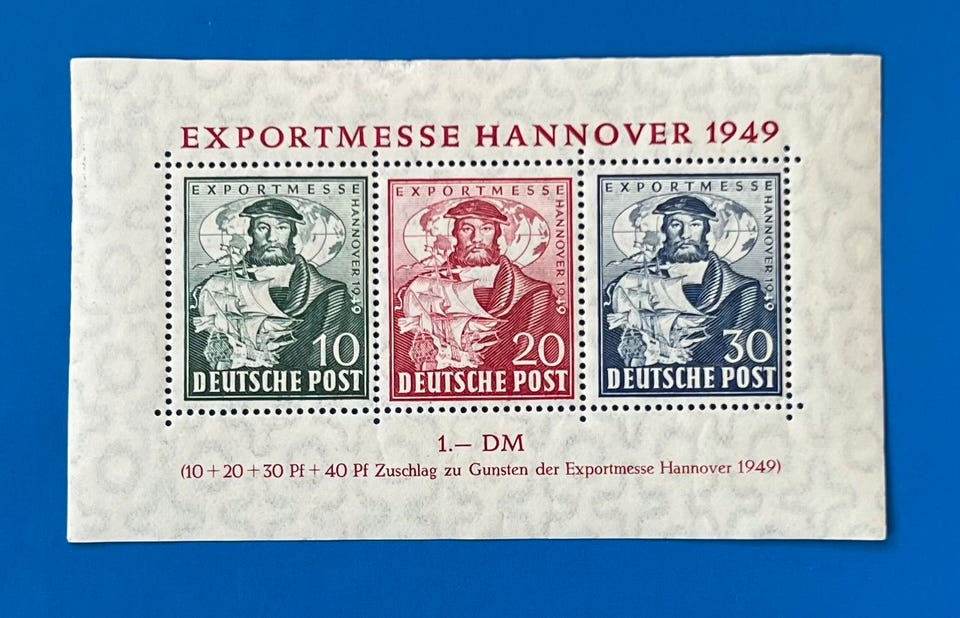 EXPORTMESSE HANNOVER 1949
EXPORTMESSE
HANNOVER 1949
10
DEUTSCHE POST
EXPORTMESSE
HANNOVER 1949
20
DEUTSCHE POST
EXPORTMESSE
HANNOVER 1949
30
DEUTSCHE POST
1.— DM
(10 + 20 + 30 Pf + 40 Pf Zuschlag zu Gunsten der Exportmesse Hannover 1949)